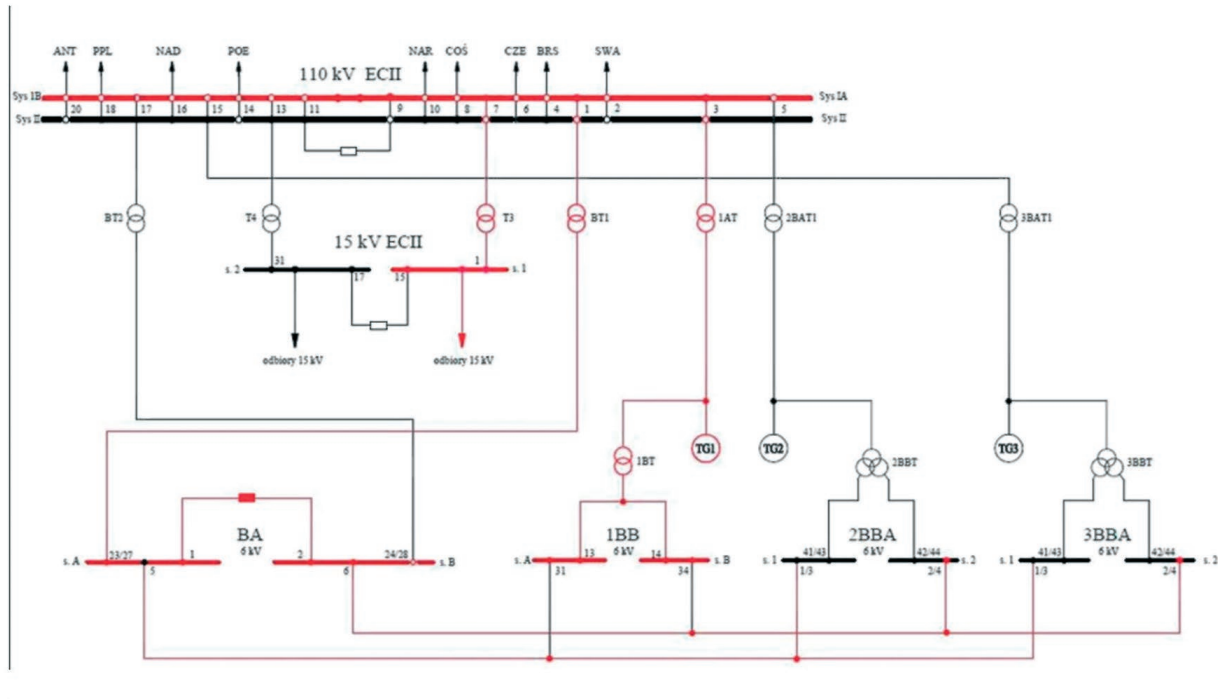 ANT PPL NAD POE NAR COŚ CZE BRS SWA
110 kV ECII
Sys IB Sys IA
20 18 17 16 15 14 13 11 9 10 8 7 6 4 1 2 3 5
Sys II Sys II
BT2 T4 T3 BT1 1AT 2BAT1 3BAT1
15 kV ECII
s. 2 31 17 15 1 s. 1
odbiory 15 kV odbiory 15 kV
1BT TG1 TG2 2BBT TG3 3BBT
BA 1BB 2BBA 3BBA
6 kV 6 kV 6 kV 6 kV
s. A 23/27 1 2 24/28 s. B s. A 13 14 s. B s. 1 41/43 42/44 s. 2 s. 1 41/43 42/44 s. 2
5 6 31 34 1/3 2/4 1/3 2/4